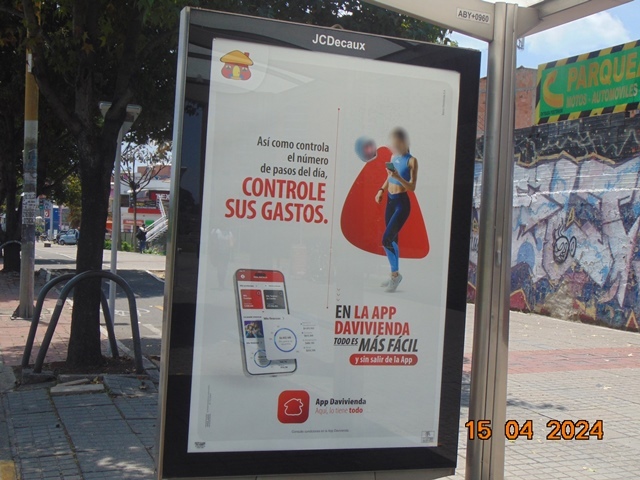 ABY+0960
JCDecaux
PARQUEA
MOTOS - AUTOMOVILES
Así como controla
el número
de pasos del día,
CONTROLE
SUS GASTOS.
EN LA APP
DAVIVIENDA
TODO ES MÁS FÁCIL
y sin salir de la App
App Davivienda
Aquí, lo tiene todo
15 04 2024